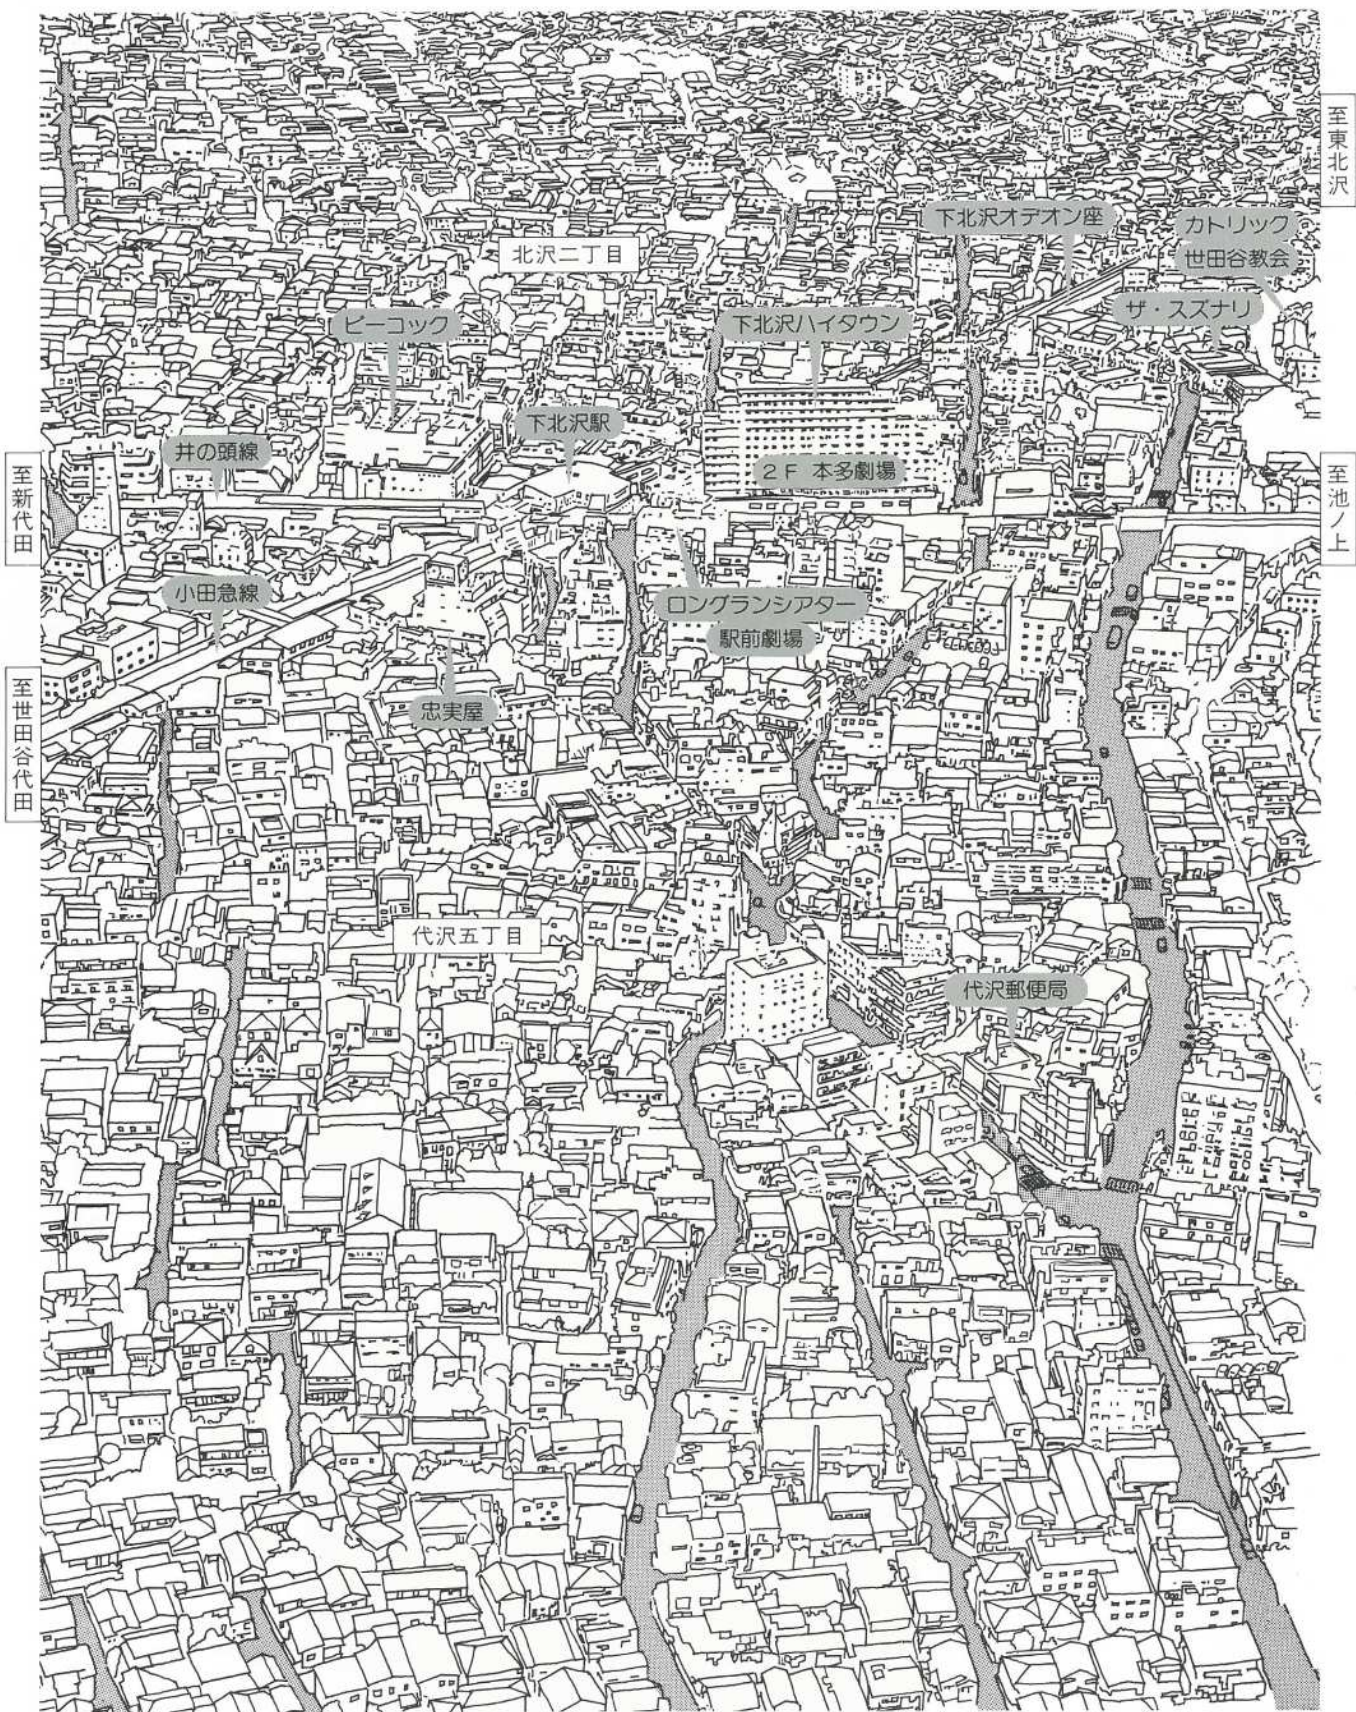 至東北沢
下北沢オデオン座
カトリック
世田谷教会
北沢二丁目
ザ・スズナリ
ピーコック
下北沢ハイタウン
下北沢駅
井の頭線
2F 本多劇場
至新代田
至池ノ上
小田急線
ロングランシアター
駅前劇場
至世田谷代田
忠実屋
代沢五丁目
代沢郵便局